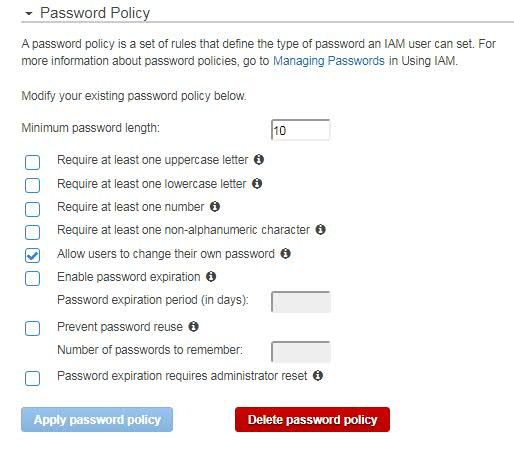 Password Policy
A password policy is a set of rules that define the type of password an IAM user can set. For
more information about password policies, go to Managing Passwords in Using IAM.
Modify your existing password policy below.
Minimum password length: 10
Require at least one uppercase letter
Require at least one lowercase letter
Require at least one number
Require at least one non-alphanumeric character
Allow users to change their own password
Enable password expiration
Password expiration period (in days):
Prevent password reuse
Number of passwords to remember:
Password expiration requires administrator reset
Apply password policy Delete password policy